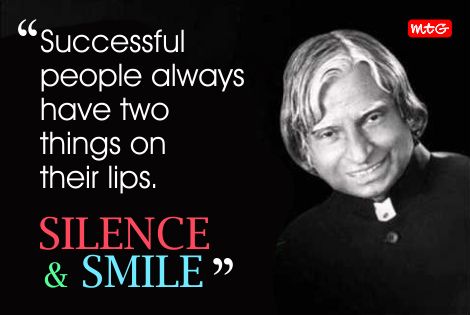 mtG
“Successful
people always
have two
things on
their lips.
SILENCE
& SMILE”